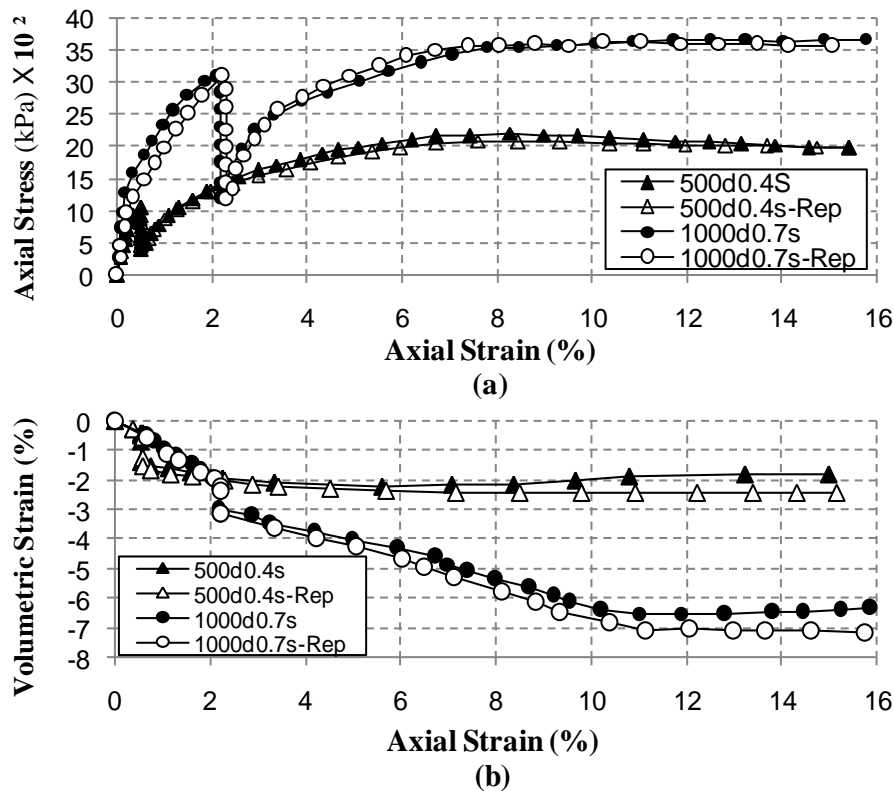 40
35
30
25
20
15
10
5
0
Axial Stress (kPa) X 10 ²
500d0.4S
500d0.4s-Rep
1000d0.7s
1000d0.7s-Rep
0 2 4 6 8 10 12 14 16
Axial Strain (%)
(a)
0
-1
-2
-3
-4
-5
-6
-7
-8
Volumetric Strain (%)
500d0.4s
500d0.4s-Rep
1000d0.7s
1000d0.7s-Rep
0 2 4 6 8 10 12 14 16
Axial Strain (%)
(b)